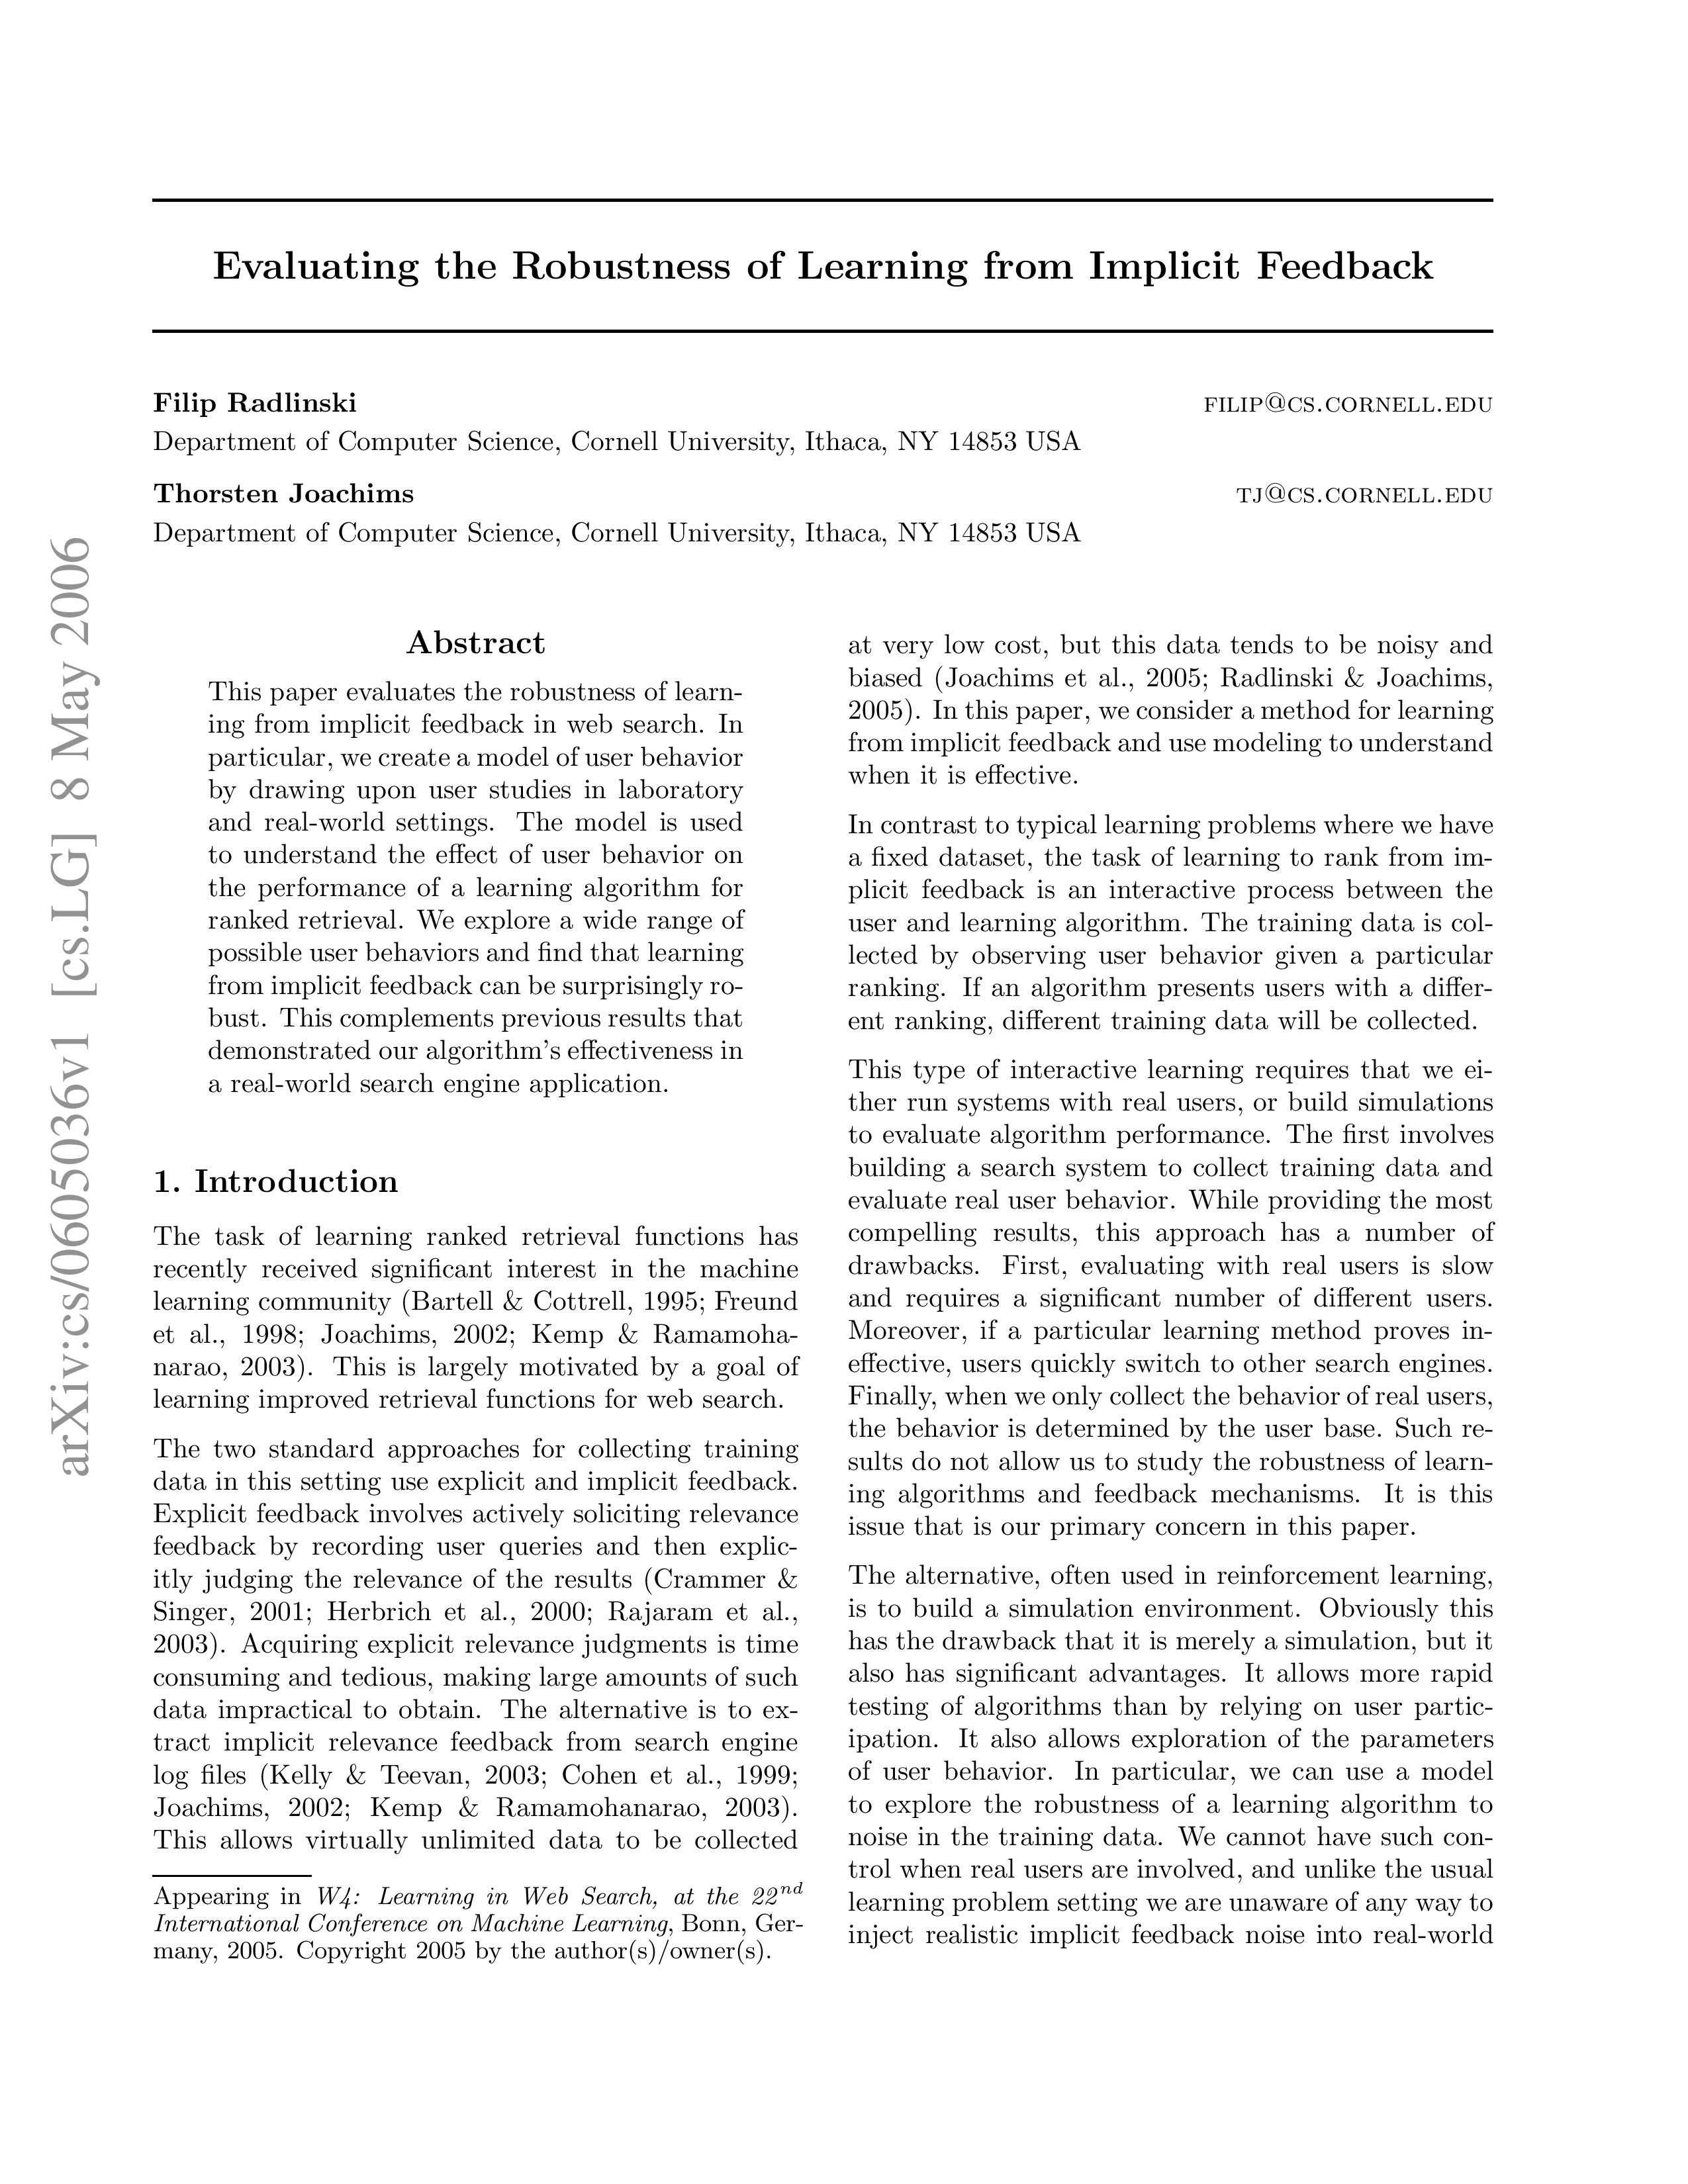 Evaluating the Robustness of Learning from Implicit Feedback
Filip Radlinski
FILIP@CS.CORNELL.EDU
Department of Computer Science, Cornell University, Ithaca, NY 14853 USA
Thorsten Joachims
TJ@CS.CORNELL.EDU
Department of Computer Science, Cornell University, Ithaca, NY 14853 USA
arXiv:cs/0605036v1 [cs.LG] 8 May 2006
Abstract
This paper evaluates the robustness of learn-
ing from implicit feedback in web search. In
particular, we create a model of user behavior
by drawing upon user studies in laboratory
and real-world settings. The model is used
to understand the effect of user behavior on
the performance of a learning algorithm for
ranked retrieval. We explore a wide range of
possible user behaviors and find that learning
from implicit feedback can be surprisingly ro-
bust. This complements previous results that
demonstrated our algorithm's effectiveness in
a real-world search engine application.
1. Introduction
The task of learning ranked retrieval functions has
recently received significant interest in the machine
learning community (Bartell & Cottrell, 1995; Freund
et al., 1998; Joachims, 2002; Kemp & Ramamoha-
narao, 2003). This is largely motivated by a goal of
learning improved retrieval functions for web search.
The two standard approaches for collecting training
data in this setting use explicit and implicit feedback.
Explicit feedback involves actively soliciting relevance
feedback by recording user queries and then explic-
itly judging the relevance of the results (Crammer &
Singer, 2001; Herbrich et al., 2000; Rajaram et al.,
2003). Acquiring explicit relevance judgments is time
consuming and tedious, making large amounts of such
data impractical to obtain. The alternative is to ex-
tract implicit relevance feedback from search engine
log files (Kelly & Teevan, 2003; Cohen et al., 1999;
Joachims, 2002; Kemp & Ramamohanarao, 2003).
This allows virtually unlimited data to be collected
Appearing in W4: Learning in Web Search, at the 22nd
International Conference on Machine Learning, Bonn, Ger-
many, 2005. Copyright 2005 by the author(s)/owner(s).
at very low cost, but this data tends to be noisy and
biased (Joachims et al., 2005; Radlinski & Joachims,
2005). In this paper, we consider a method for learning
from implicit feedback and use modeling to understand
when it is effective.
In contrast to typical learning problems where we have
a fixed dataset, the task of learning to rank from im-
plicit feedback is an interactive process between the
user and learning algorithm. The training data is col-
lected by observing user behavior given a particular
ranking. If an algorithm presents users with a differ-
ent ranking, different training data will be collected.
This type of interactive learning requires that we ei-
ther run systems with real users, or build simulations
to evaluate algorithm performance. The first involves
building a search system to collect training data and
evaluate real user behavior. While providing the most
compelling results, this approach has a number of
drawbacks. First, evaluating with real users is slow
and requires a significant number of different users.
Moreover, if a particular learning method proves in-
effective, users quickly switch to other search engines.
Finally, when we only collect the behavior of real users,
the behavior is determined by the user base. Such re-
sults do not allow us to study the robustness of learn-
ing algorithms and feedback mechanisms. It is this
issue that is our primary concern in this paper.
The alternative, often used in reinforcement learning,
is to build a simulation environment. Obviously this
has the drawback that it is merely a simulation, but it
also has significant advantages. It allows more rapid
testing of algorithms than by relying on user partic-
ipation. It also allows exploration of the parameters
of user behavior. In particular, we can use a model
to explore the robustness of a learning algorithm to
noise in the training data. We cannot have such con-
trol when real users are involved, and unlike the usual
learning problem setting we are unaware of any way to
inject realistic implicit feedback noise into real-world